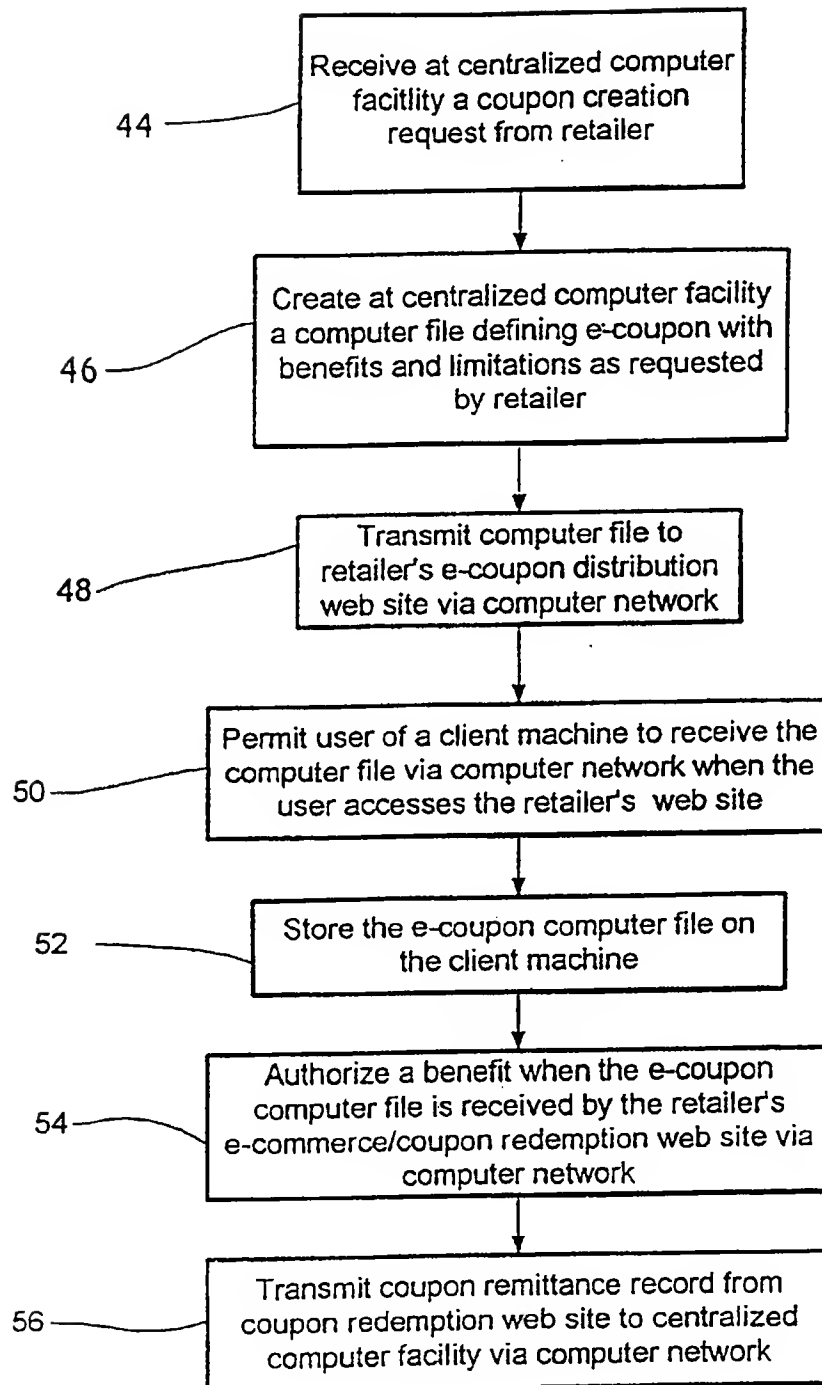 Receive at centralized computer
facitlity a coupon creation
request from retailer
44
Create at centralized computer facility
a computer file defining e-coupon with
benefits and limitations as requested
by retailer
46
Transmit computer file to
retailer's e-coupon distribution
web site via computer network
48
Permit user of a client machine to receive the
computer file via computer network when the
user accesses the retailer's web site
50
Store the e-coupon computer file on
the client machine
52
Authorize a benefit when the e-coupon
computer file is received by the retailer's
e-commerce/coupon redemption web site via
computer network
54
Transmit coupon remittance record from
coupon redemption web site to centralized
computer facility via computer network
56